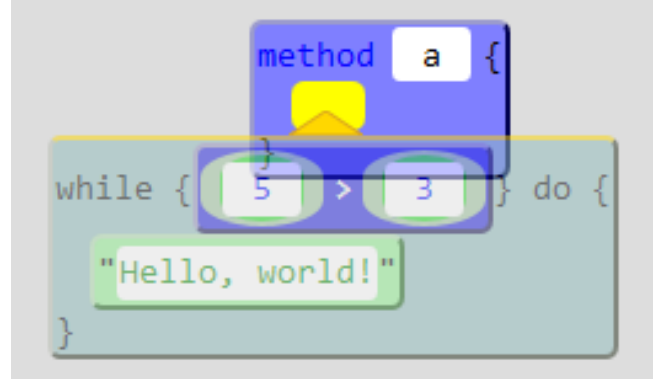 method a {
}
while { 5 > 3 } do {
"Hello, world!"
}